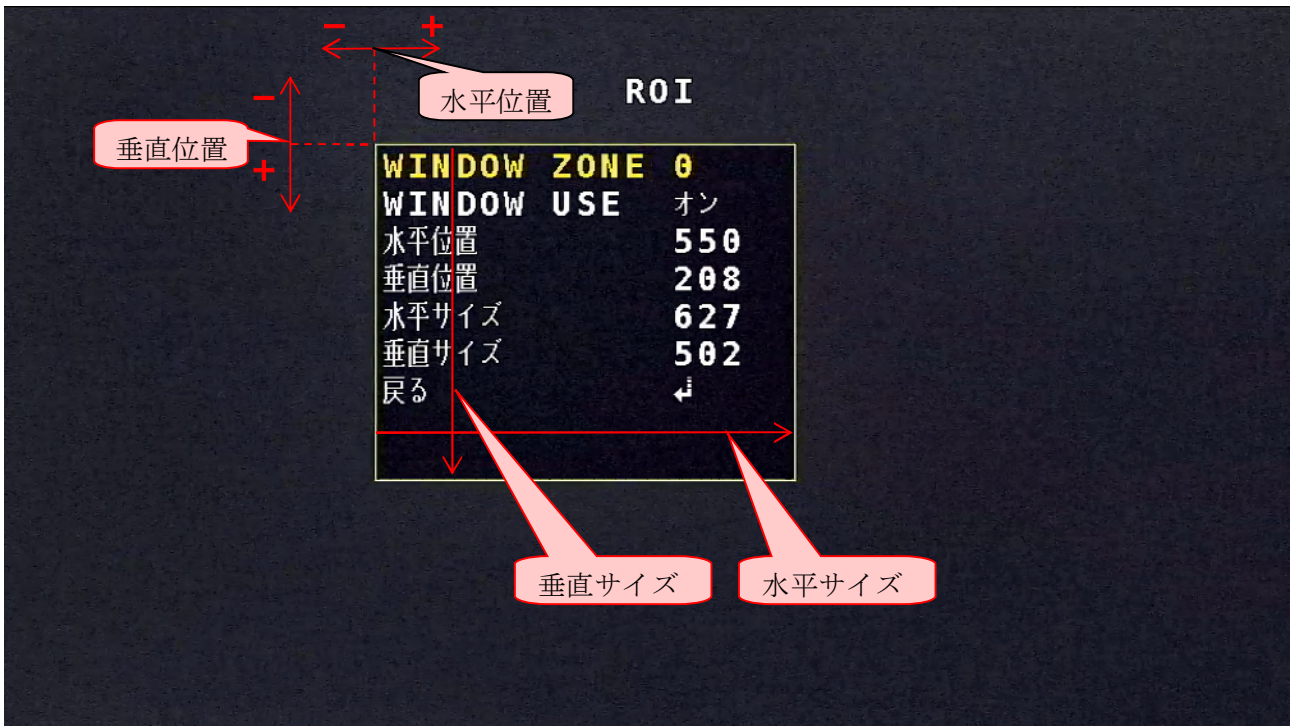 − +
水平位置
ROI
−
垂直位置
+
WINDOW ZONE 0
WINDOW USE オン
水平位置 550
垂直位置 208
水平サイズ 627
垂直サイズ 502
戻る ↲
垂直サイズ
水平サイズ